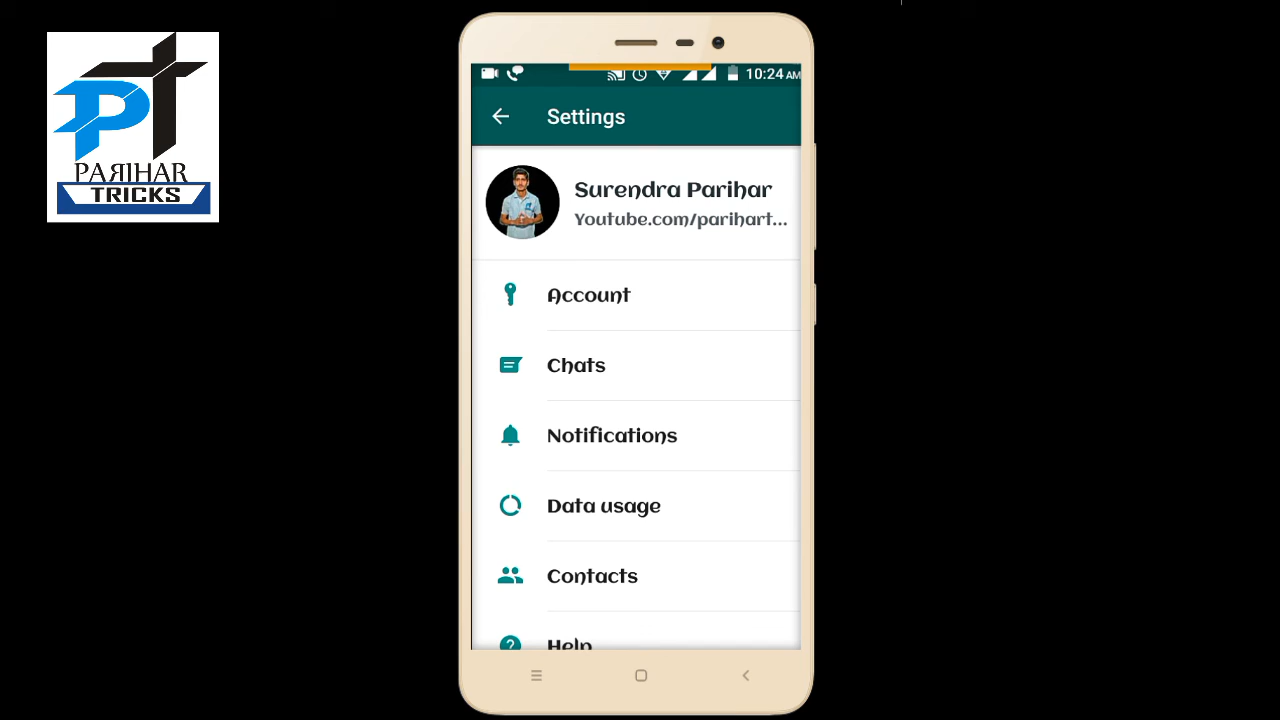 PARIHAR
TRICKS
10:24 AM
Settings
Surendra Parihar
Youtube.com/parihart...
Account
Chats
Notifications
Data usage
Contacts
Help